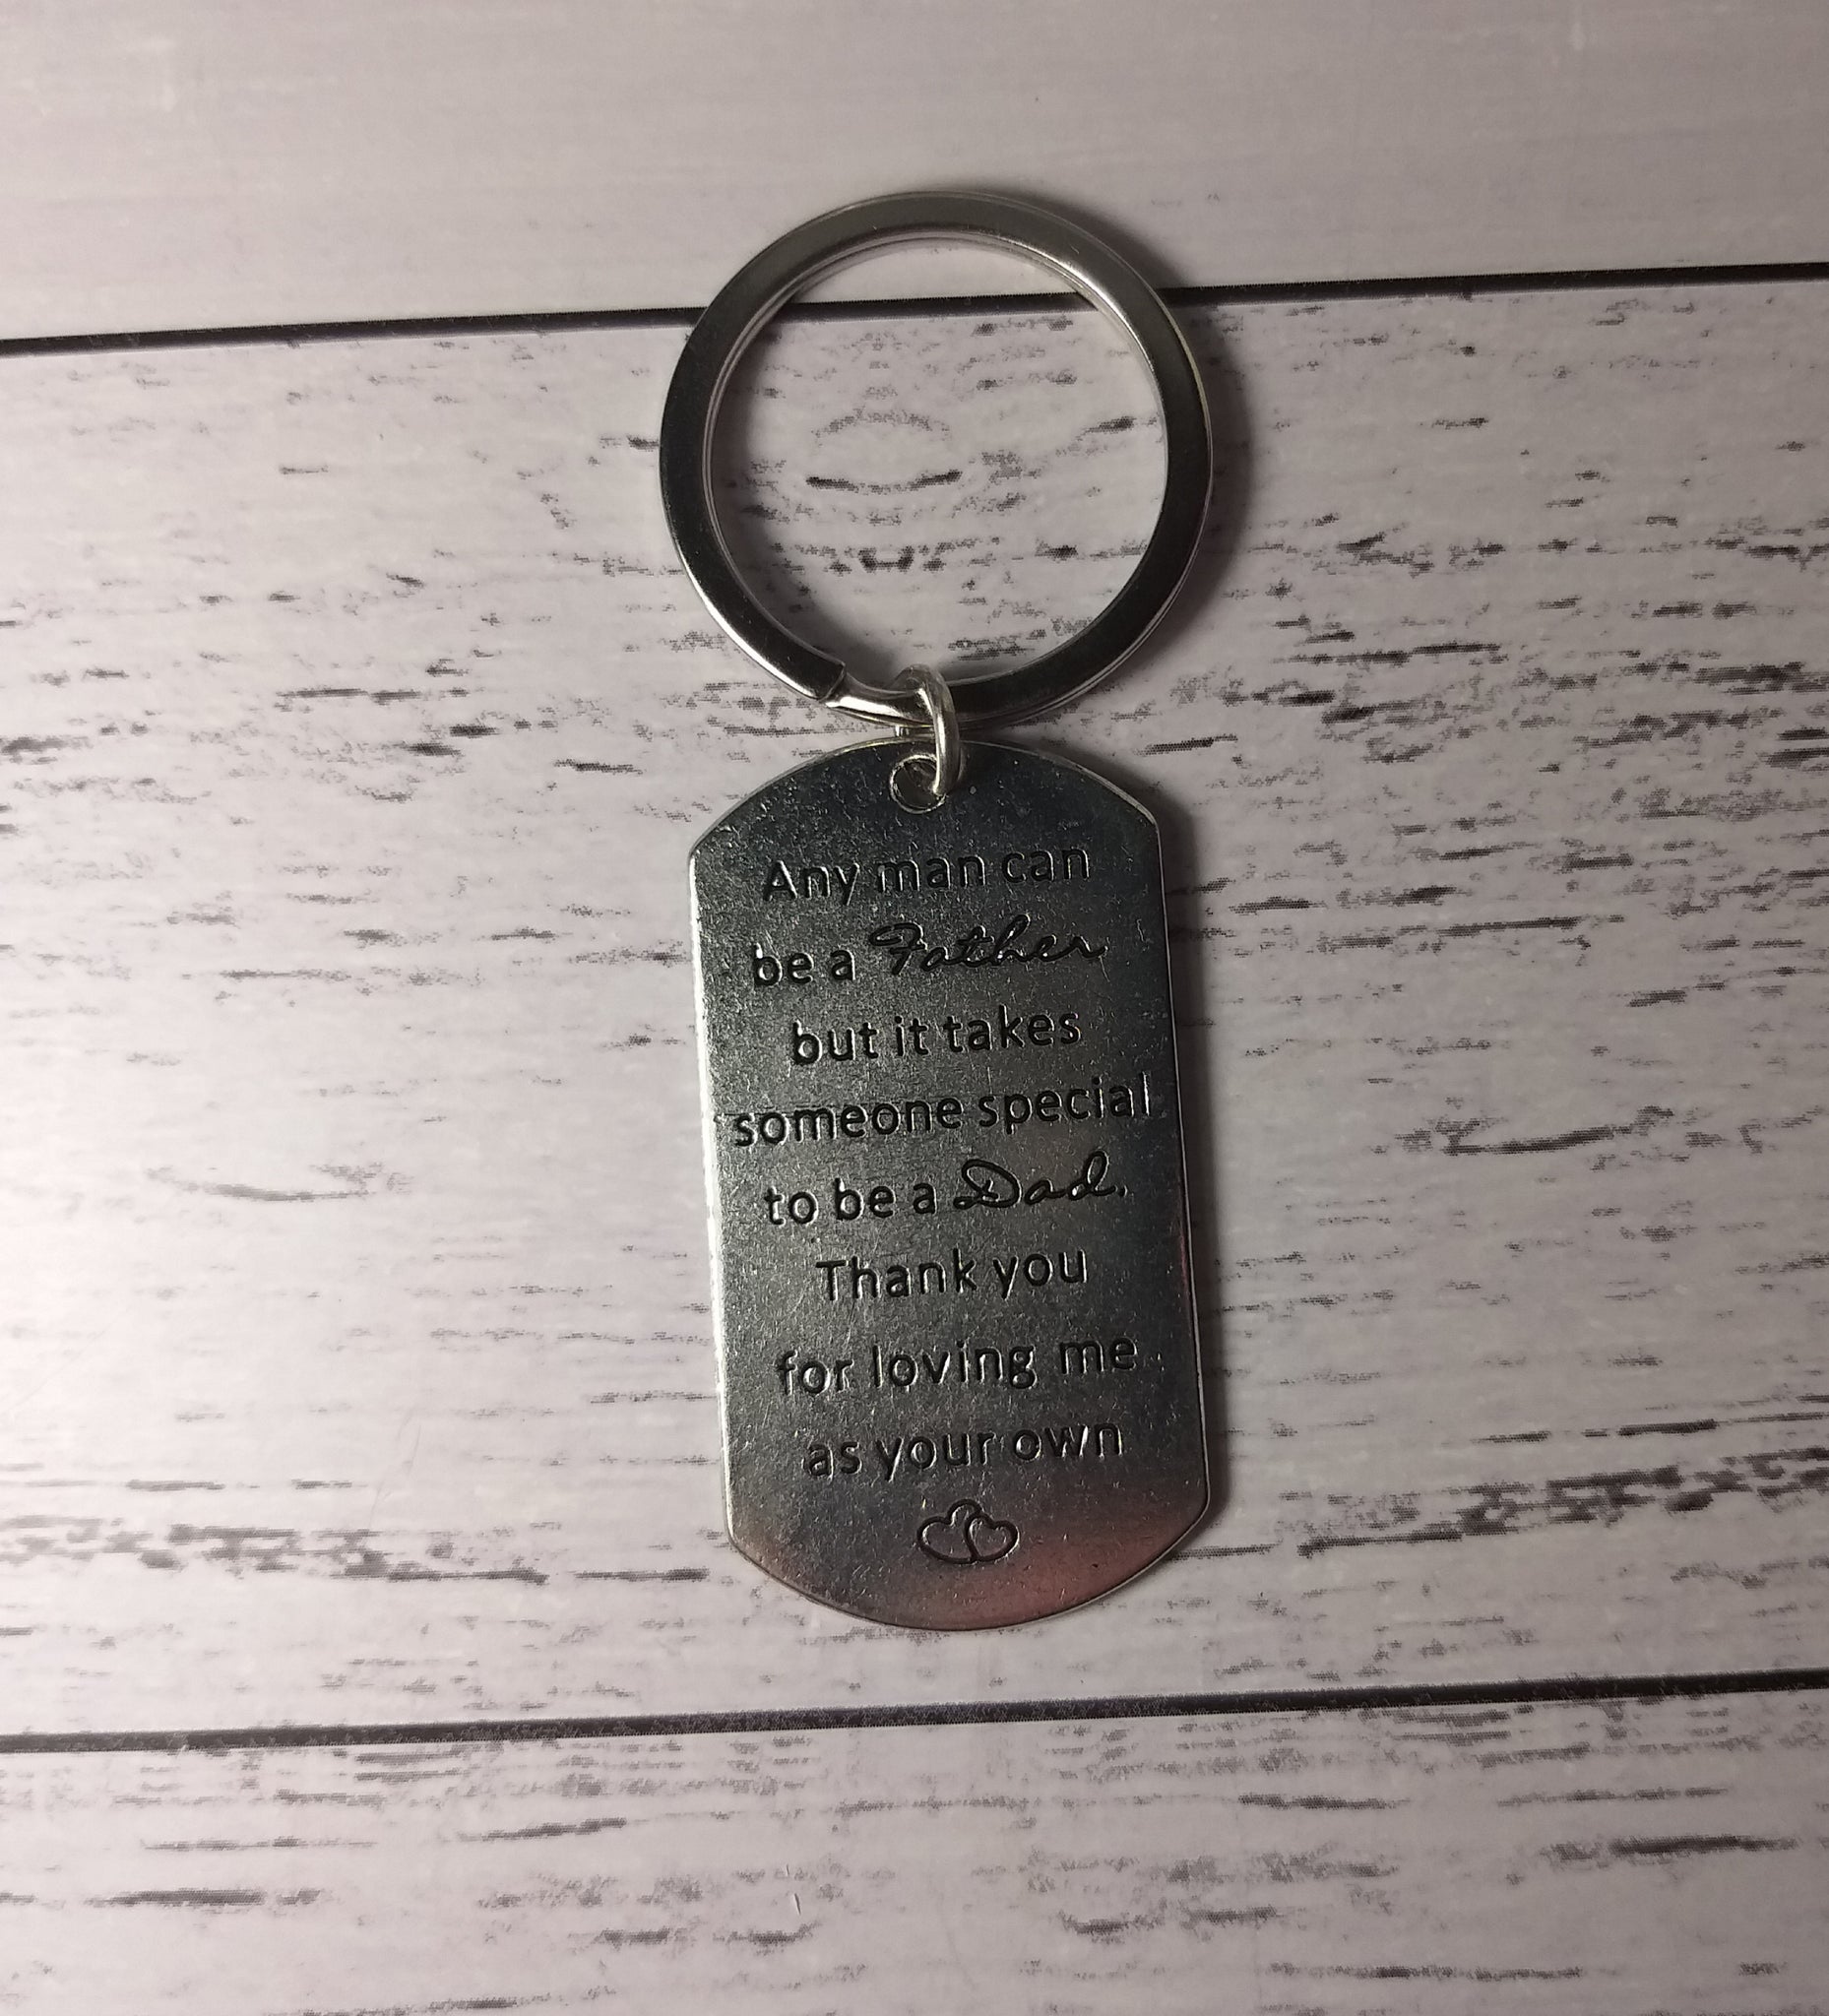 Any man can
be a Father
but it takes
someone special
to be a Dad.
Thank you
for loving me
as your own